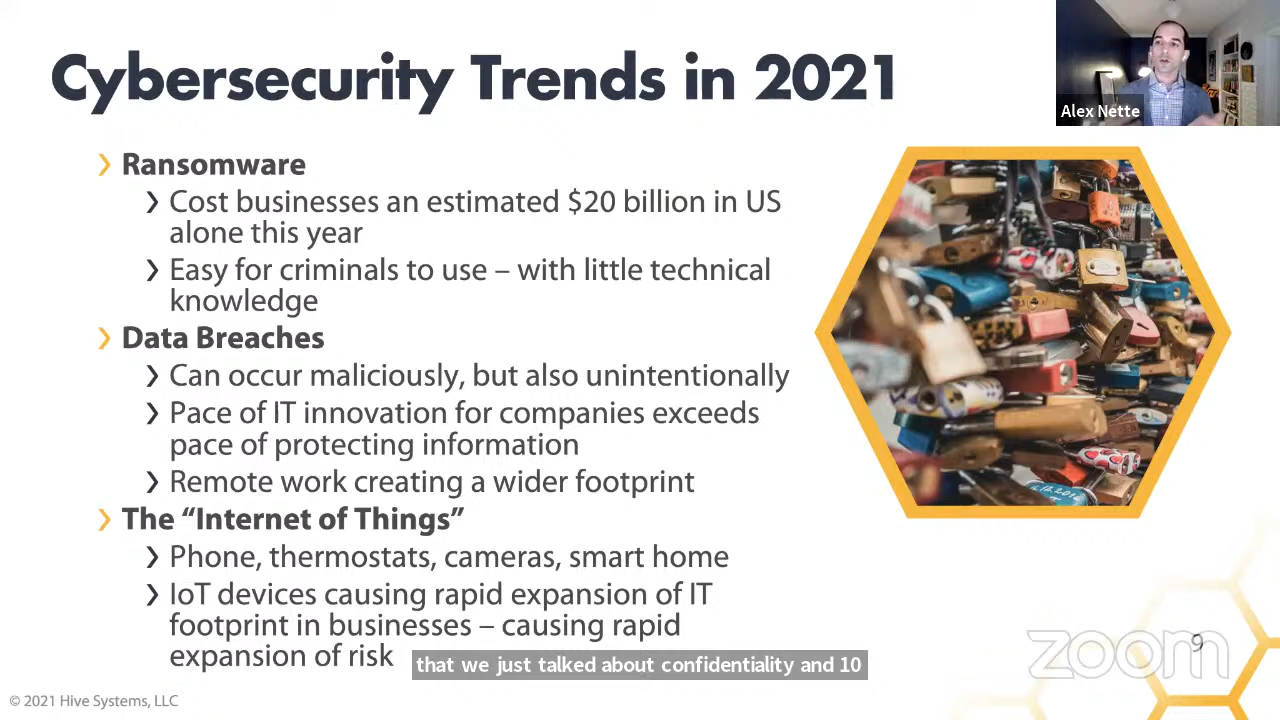 Cybersecurity Trends in 2021
Alex Nette
Ransomware
Cost businesses an estimated $20 billion in US
alone this year
Easy for criminals to use – with little technical
knowledge
Data Breaches
Can occur maliciously, but also unintentionally
Pace of IT innovation for companies exceeds
pace of protecting information
Remote work creating a wider footprint
The “Internet of Things”
Phone, thermostats, cameras, smart home
IoT devices causing rapid expansion of IT
footprint in businesses – causing rapid
expansion of risk
that we just talked about confidentiality and 10
zoom
9
© 2021 Hive Systems, LLC